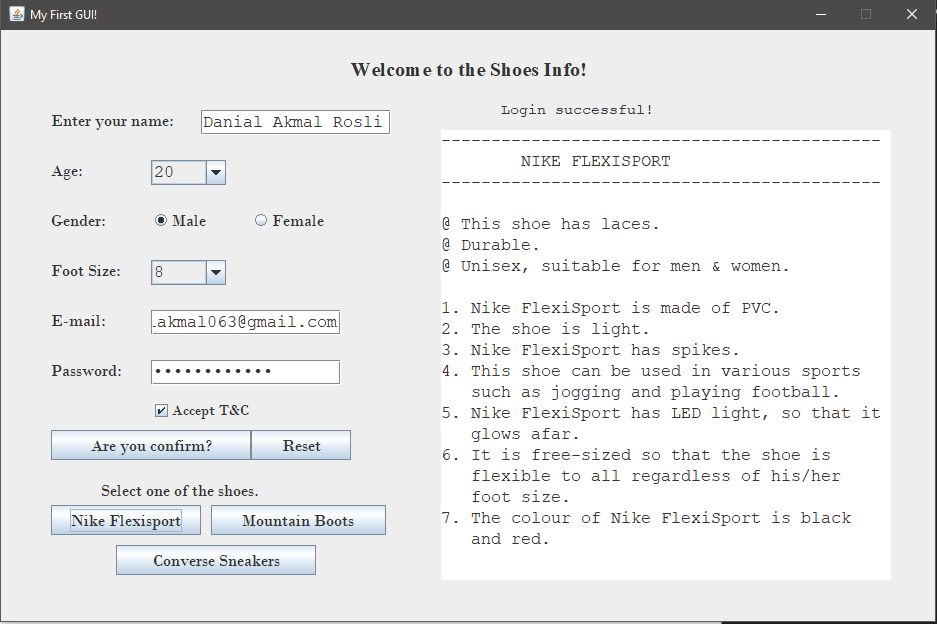 My First GUI!
Welcome to the Shoes Info!
Enter your name: Danial Akmal Rosli
Age: 20
Gender: Male Female
Foot Size: 8
E-mail: .akmal063@gmail.com
Password: ••••••••••••
Accept T&C
Are you confirm? Reset
Select one of the shoes.
Nike Flexisport Mountain Boots
Converse Sneakers
Login successful!
--------------------------------------------
NIKE FLEXISPORT
--------------------------------------------
@ This shoe has laces.
@ Durable.
@ Unisex, suitable for men & women.
1. Nike FlexiSport is made of PVC.
2. The shoe is light.
3. Nike FlexiSport has spikes.
4. This shoe can be used in various sports
such as jogging and playing football.
5. Nike FlexiSport has LED light, so that it
glows afar.
6. It is free-sized so that the shoe is
flexible to all regardless of his/her
foot size.
7. The colour of Nike FlexiSport is black
and red.